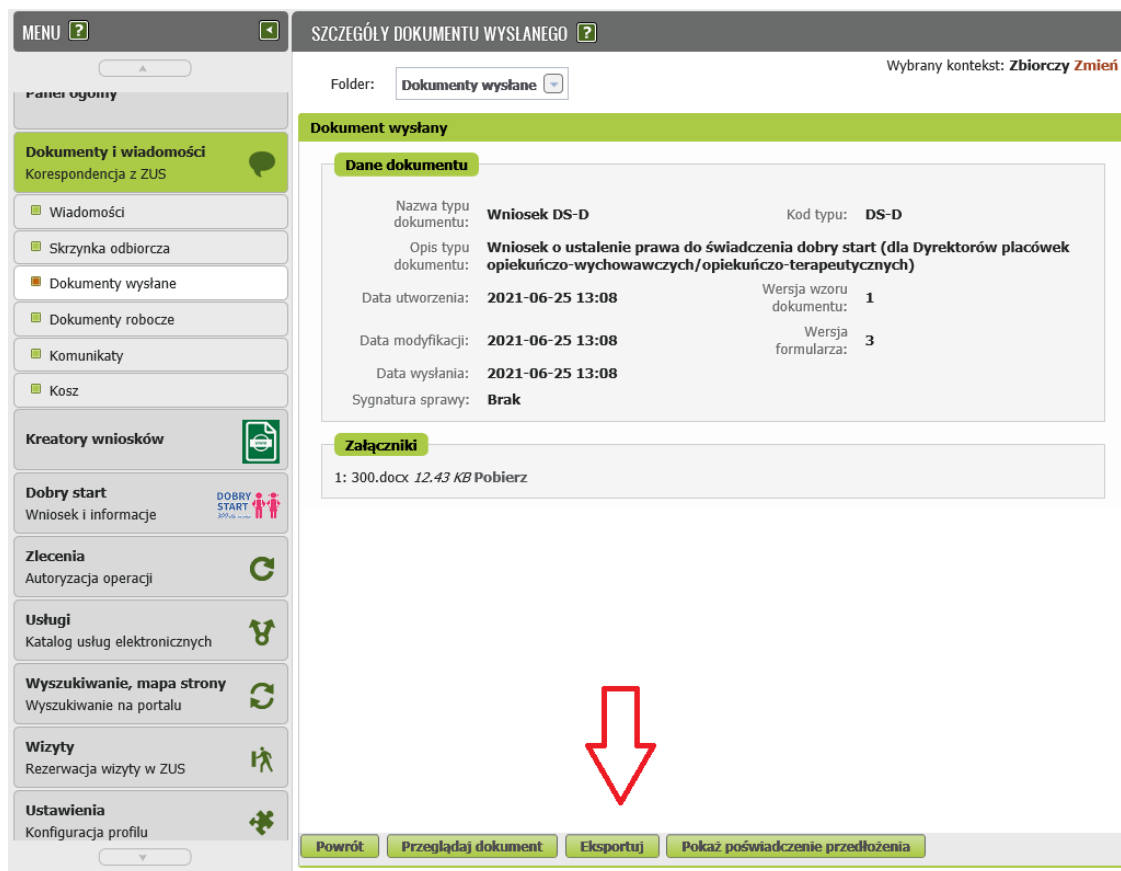 MENU ?
SZCZEGÓŁY DOKUMENTU WYSŁANEGO ?
Wybrany kontekst: Zbiorczy Zmień
Folder: Dokumenty wysłane
Panel ogólny
Dokumenty i wiadomości
Korespondencja z ZUS
Wiadomości
Skrzynka odbiorcza
Dokumenty wysłane
Dokumenty robocze
Komunikaty
Kosz
Kreatory wniosków
www
Dobry start
Wniosek i informacje
DOBRY
START
Zlecenia
Autoryzacja operacji
Usługi
Katalog usług elektronicznych
Wyszukiwanie, mapa strony
Wyszukiwanie na portalu
Wizyty
Rezerwacja wizyty w ZUS
Ustawienia
Konfiguracja profilu
Dokument wysłany
Dane dokumentu
Nazwa typu dokumentu: Wniosek DS-D
Kod typu: DS-D
Opis typu dokumentu: Wniosek o ustalenie prawa do świadczenia dobry start (dla Dyrektorów placówek
opiekuńczo-wychowawczych/opiekuńczo-terapeutycznych)
Data utworzenia: 2021-06-25 13:08
Wersja wzoru dokumentu: 1
Data modyfikacji: 2021-06-25 13:08
Wersja formularza: 3
Data wysłania: 2021-06-25 13:08
Sygnatura sprawy: Brak
Załączniki
1: 300.docx 12.43 KB Pobierz
Powrót
Przeglądaj dokument
Eksportuj
Pokaż poświadczenie przedłożenia